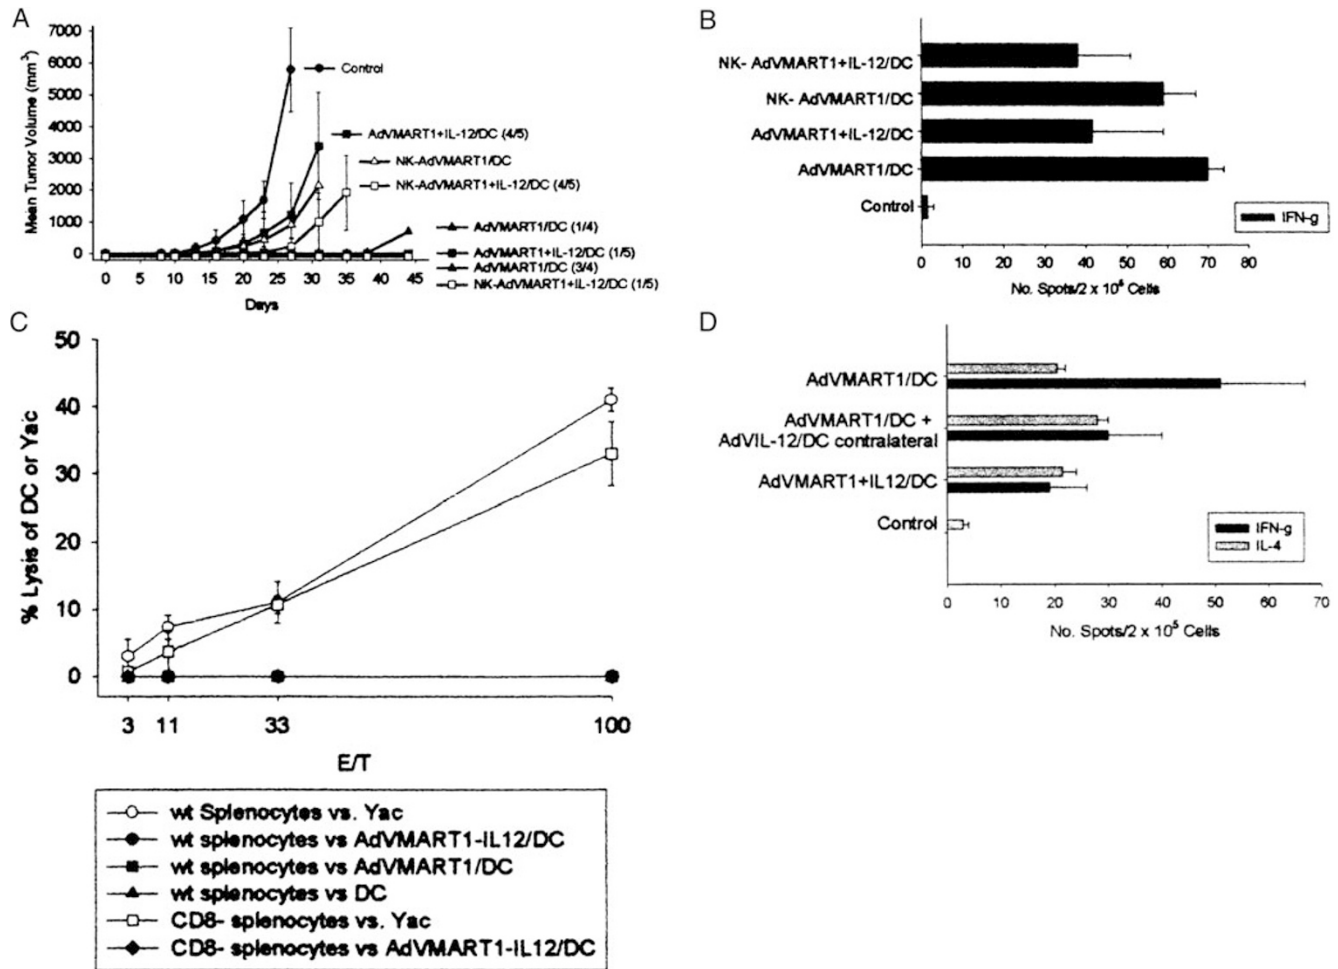 A
Mean Tumor Volume (mm³)
7000
6000
5000
4000
3000
2000
1000
0
0 5 10 15 20 25 30 35 40 45
Days
Control
AdVMART1+IL-12/DC (4/5)
NK-AdVMART1/DC
NK-AdVMART1+IL-12/DC (4/5)
AdVMART1/DC (1/4)
AdVMART1+IL-12/DC (1/5)
AdVMART1/DC (3/4)
NK-AdVMART1+IL-12/DC (1/5)
B
NK- AdVMART1+IL-12/DC
NK- AdVMART1/DC
AdVMART1+IL-12/DC
AdVMART1/DC
Control
IFN-g
0 10 20 30 40 50 60 70 80
No. Spots/2 x 10⁵ Cells
C
% Lysis of DC or Yac
50
40
30
20
10
0
3 11 33 100
E/T
wt Splenocytes vs. Yac
wt splenocytes vs AdVMART1-IL12/DC
wt splenocytes vs AdVMART1/DC
wt splenocytes vs DC
CD8- splenocytes vs. Yac
CD8- splenocytes vs AdVMART1-IL12/DC
D
AdVMART1/DC
AdVMART1/DC +
AdVIL-12/DC contralateral
AdVMART1+IL12/DC
Control
IFN-g
IL-4
0 10 20 30 40 50 60 70
No. Spots/2 x 10⁵ Cells